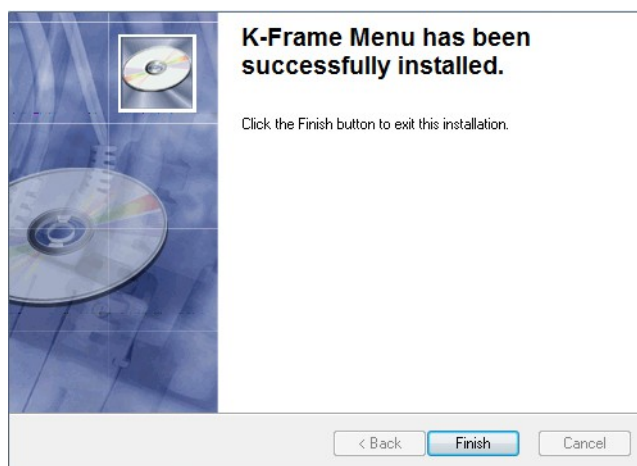 K-Frame Menu has been
successfully installed.
Click the Finish button to exit this installation.
< Back
Finish
Cancel